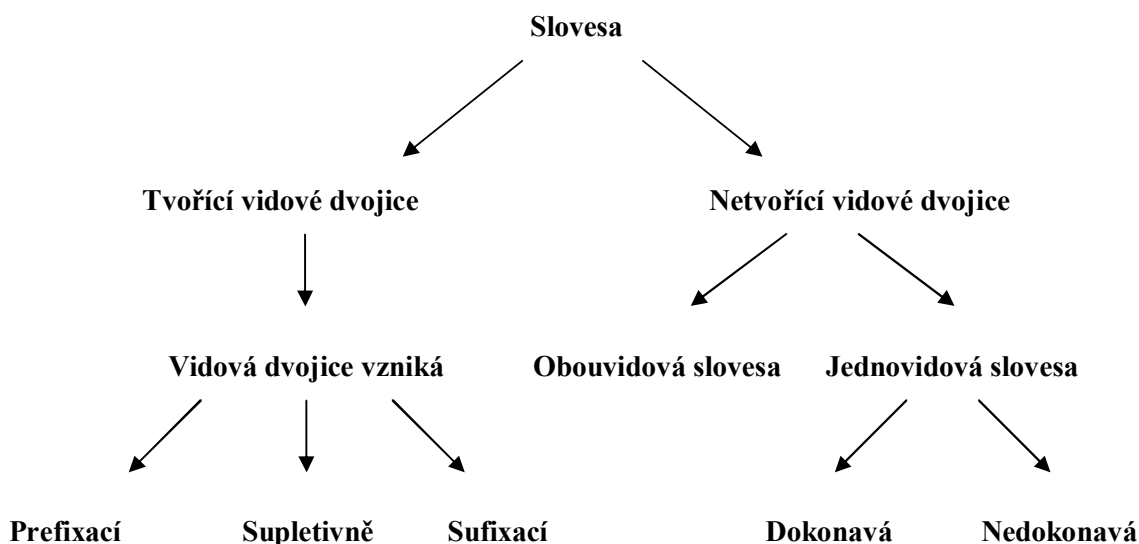 Slovesa
Tvořící vidové dvojice Netvořící vidové dvojice
Vidová dvojice vzniká Obouvidová slovesa Jednovidová slovesa
Prefixací Supletivně Sufixací Dokonavá Nedokonavá